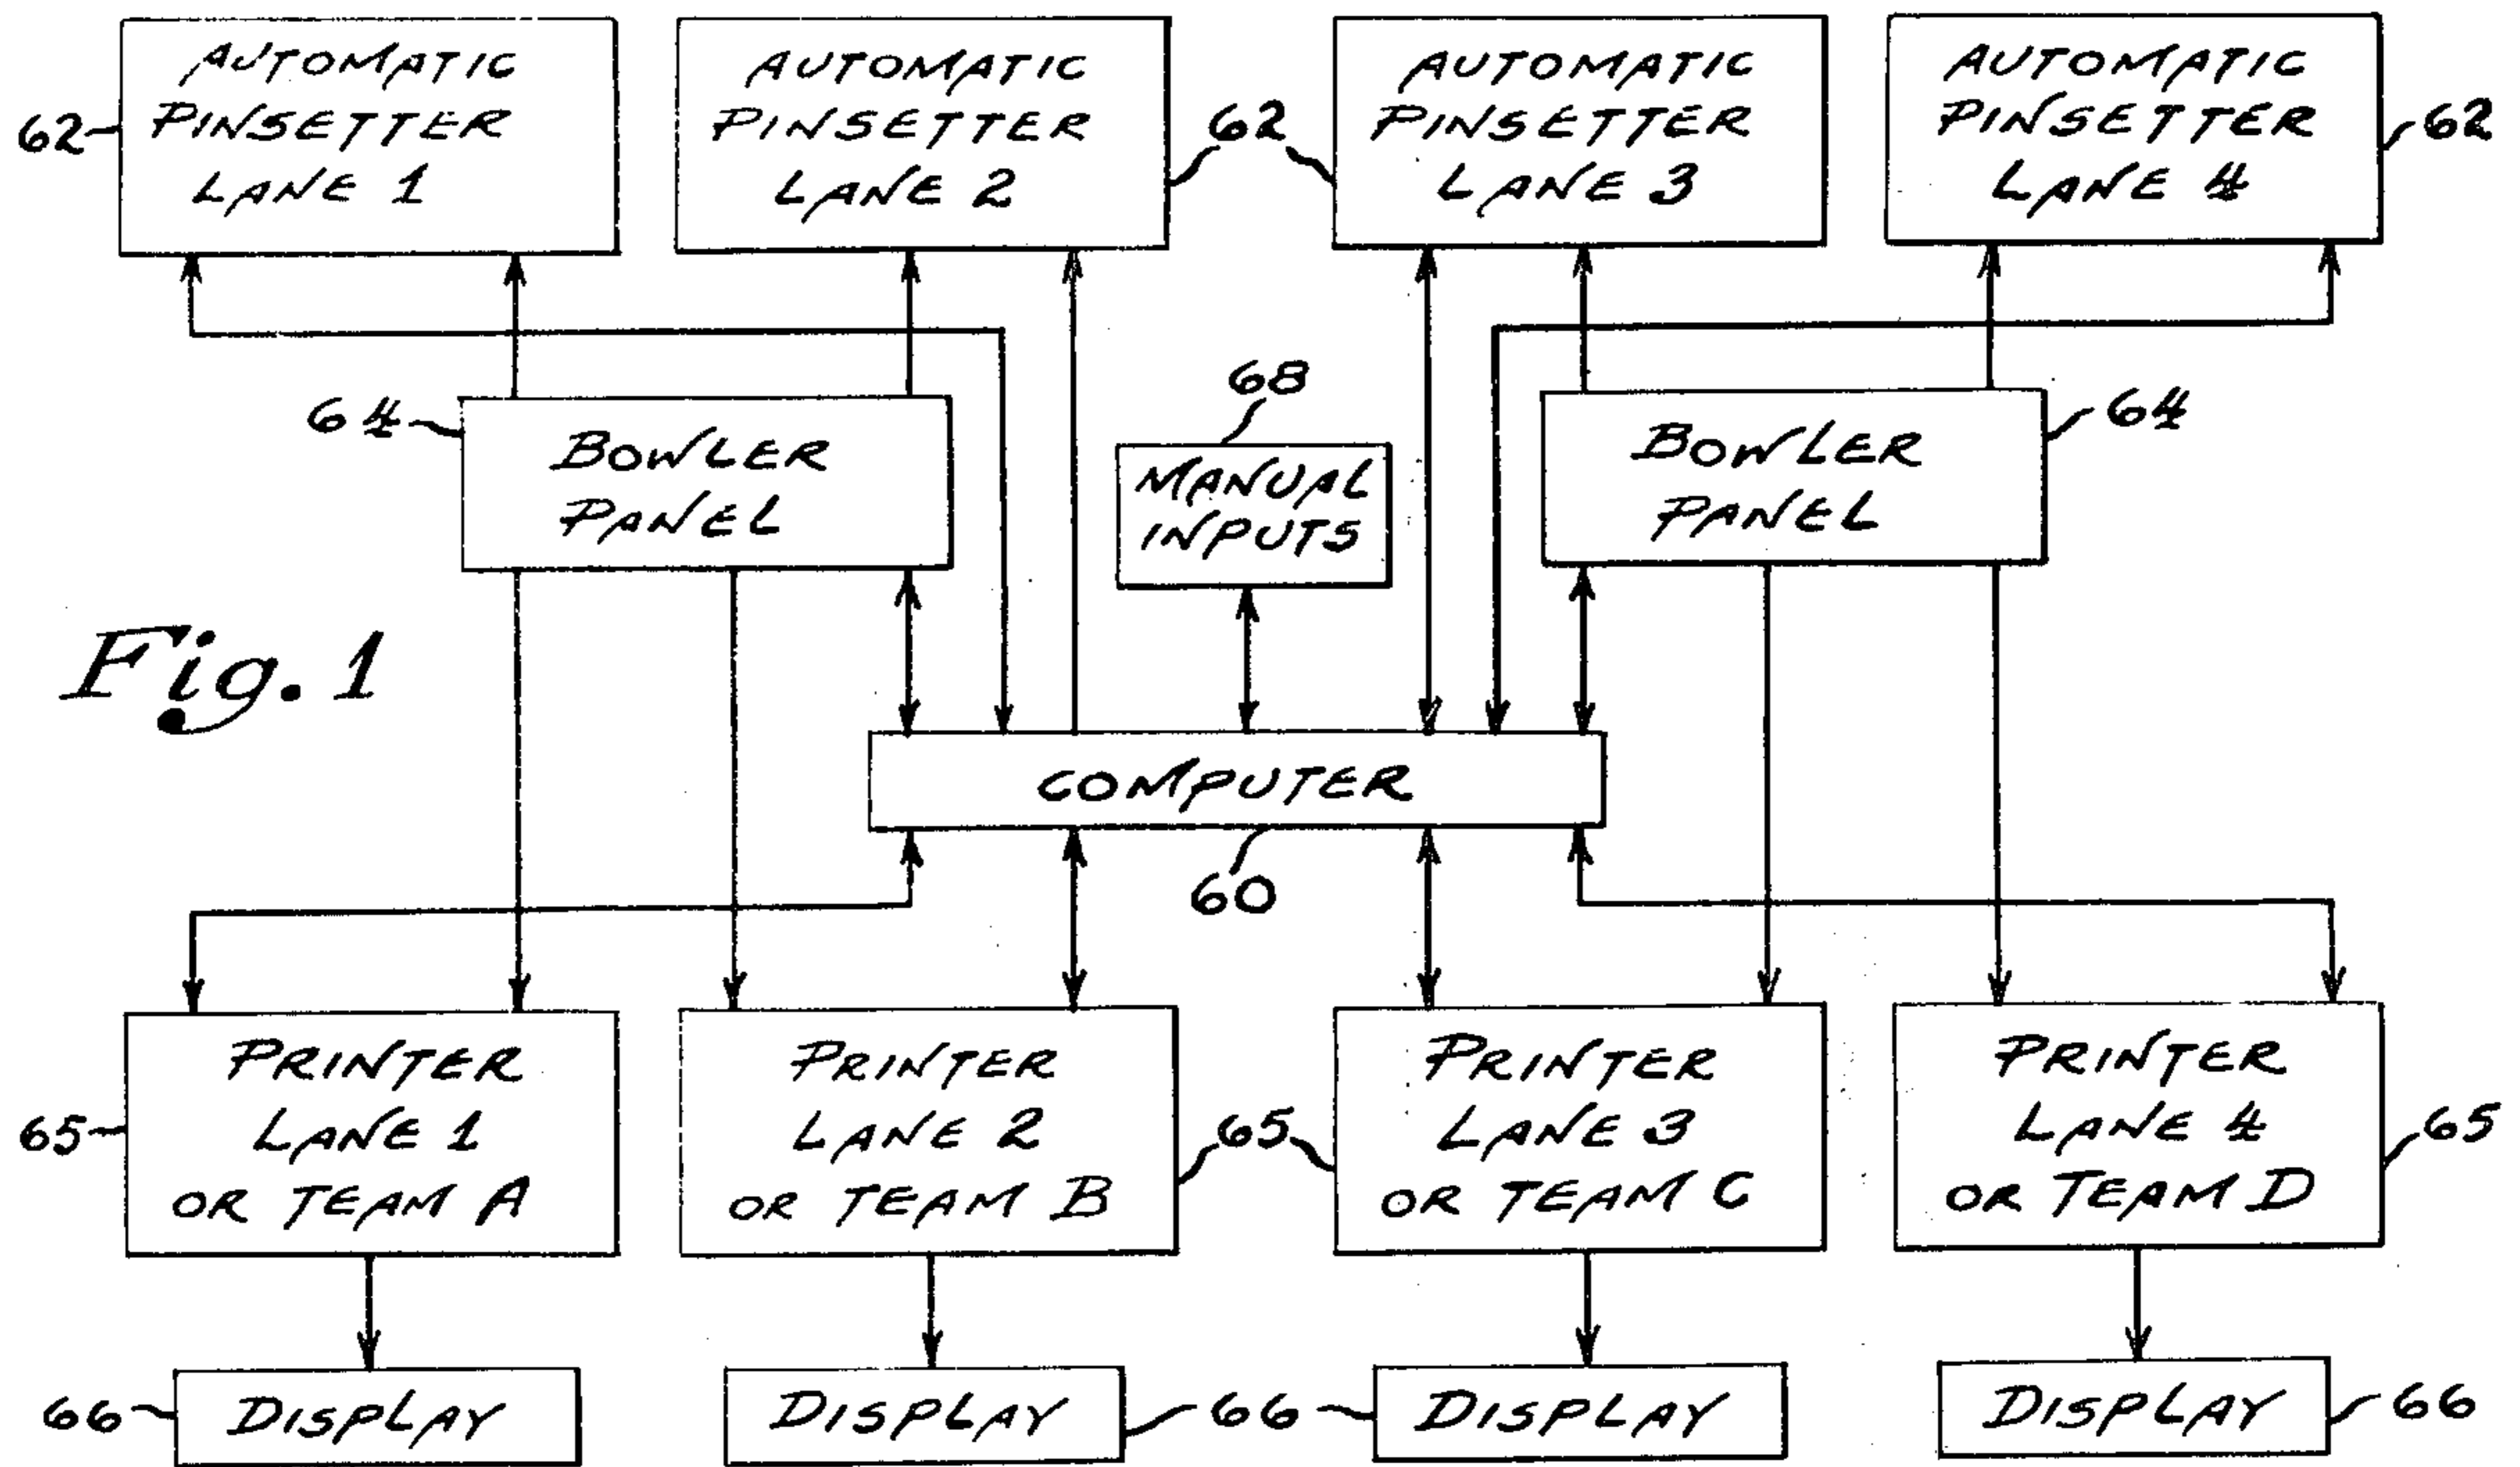 AUTOMATIC
PINSETTER
LANE 1
62
AUTOMATIC
PINSETTER
LANE 2
62
AUTOMATIC
PINSETTER
LANE 3
AUTOMATIC
PINSETTER
LANE 4
62
64
BOWLER
PANEL
68
MANUAL
INPUTS
BOWLER
PANEL
64
Fig. 1
COMPUTER
60
65
PRINTER
LANE 1
OR TEAM A
PRINTER
LANE 2
OR TEAM B
65
PRINTER
LANE 3
OR TEAM C
PRINTER
LANE 4
OR TEAM D
65
66
DISPLAY
DISPLAY
66
DISPLAY
DISPLAY
66